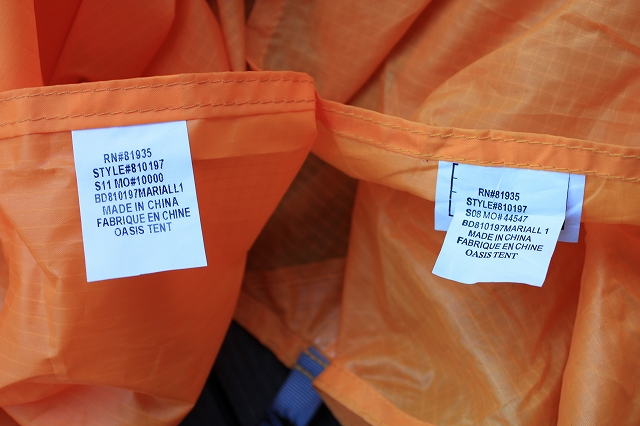 RN#81935
STYLE#810197
S11 MO#10000
BD810197MARIALL1
MADE IN CHINA
FABRIQUE EN CHINE
OASIS TENT
RN#81935
STYLE#810197
S08 MO#44547
BD810197MARIALL 1
MADE IN CHINA
FABRIQUE EN CHINE
OASIS TENT